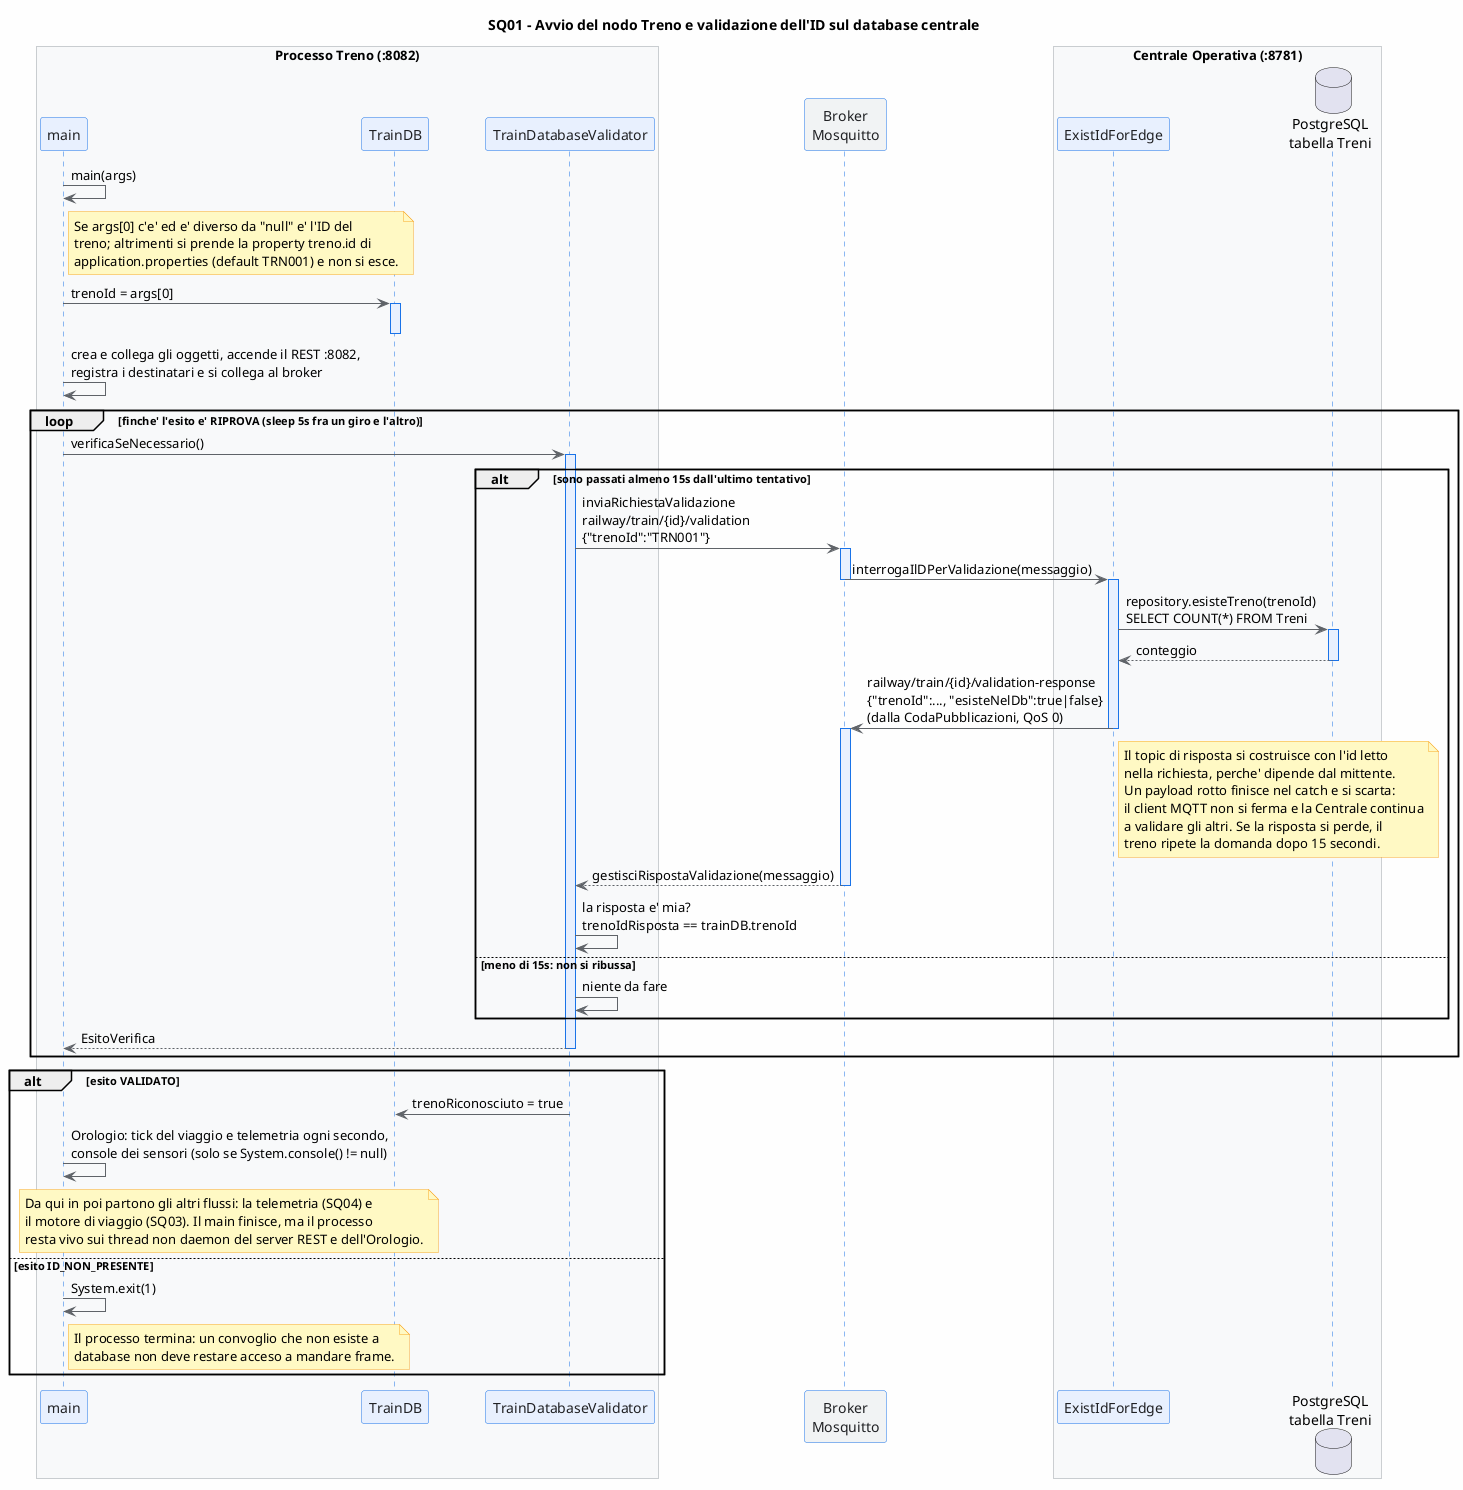 SQ01 - Avvio del nodo Treno e validazione dell'ID sul database centrale
Processo Treno (:8082)
Centrale Operativa (:8781)
main
TrainDB
TrainDatabaseValidator
Broker
Mosquitto
ExistIdForEdge
PostgreSQL
tabella Treni
main(args)
Se args[0] c'e' ed e' diverso da "null" e' l'ID del
treno; altrimenti si prende la property treno.id di
application.properties (default TRN001) e non si esce.
trenoId = args[0]
crea e collega gli oggetti, accende il REST :8082,
registra i destinatari e si collega al broker
loop [finche' l'esito e' RIPROVA (sleep 5s fra un giro e l'altro)]
verificaSeNecessario()
alt [sono passati almeno 15s dall'ultimo tentativo]
inviaRichiestaValidazione
railway/train/{id}/validation
{"trenoId":"TRN001"}
interrogaIlDPerValidazione(messaggio)
repository.esisteTreno(trenoId)
SELECT COUNT(*) FROM Treni
conteggio
railway/train/{id}/validation-response
{"trenoId":..., "esisteNelDb":true|false}
(dalla CodaPubblicazioni, QoS 0)
Il topic di risposta si costruisce con l'id letto
nella richiesta, perche' dipende dal mittente.
Un payload rotto finisce nel catch e si scarta:
il client MQTT non si ferma e la Centrale continua
a validare gli altri. Se la risposta si perde, il
treno ripete la domanda dopo 15 secondi.
gestisciRispostaValidazione(messaggio)
la risposta e' mia?
trenoIdRisposta == trainDB.trenoId
[meno di 15s: non si ribussa]
niente da fare
EsitoVerifica
alt [esito VALIDATO]
trenoRiconosciuto = true
Orologio: tick del viaggio e telemetria ogni secondo,
console dei sensori (solo se System.console() != null)
Da qui in poi partono gli altri flussi: la telemetria (SQ04) e
il motore di viaggio (SQ03). Il main finisce, ma il processo
resta vivo sui thread non daemon del server REST e dell'Orologio.
[esito ID_NON_PRESENTE]
System.exit(1)
Il processo termina: un convoglio che non esiste a
database non deve restare acceso a mandare frame.
main
TrainDB
TrainDatabaseValidator
Broker
Mosquitto
ExistIdForEdge
PostgreSQL
tabella Treni